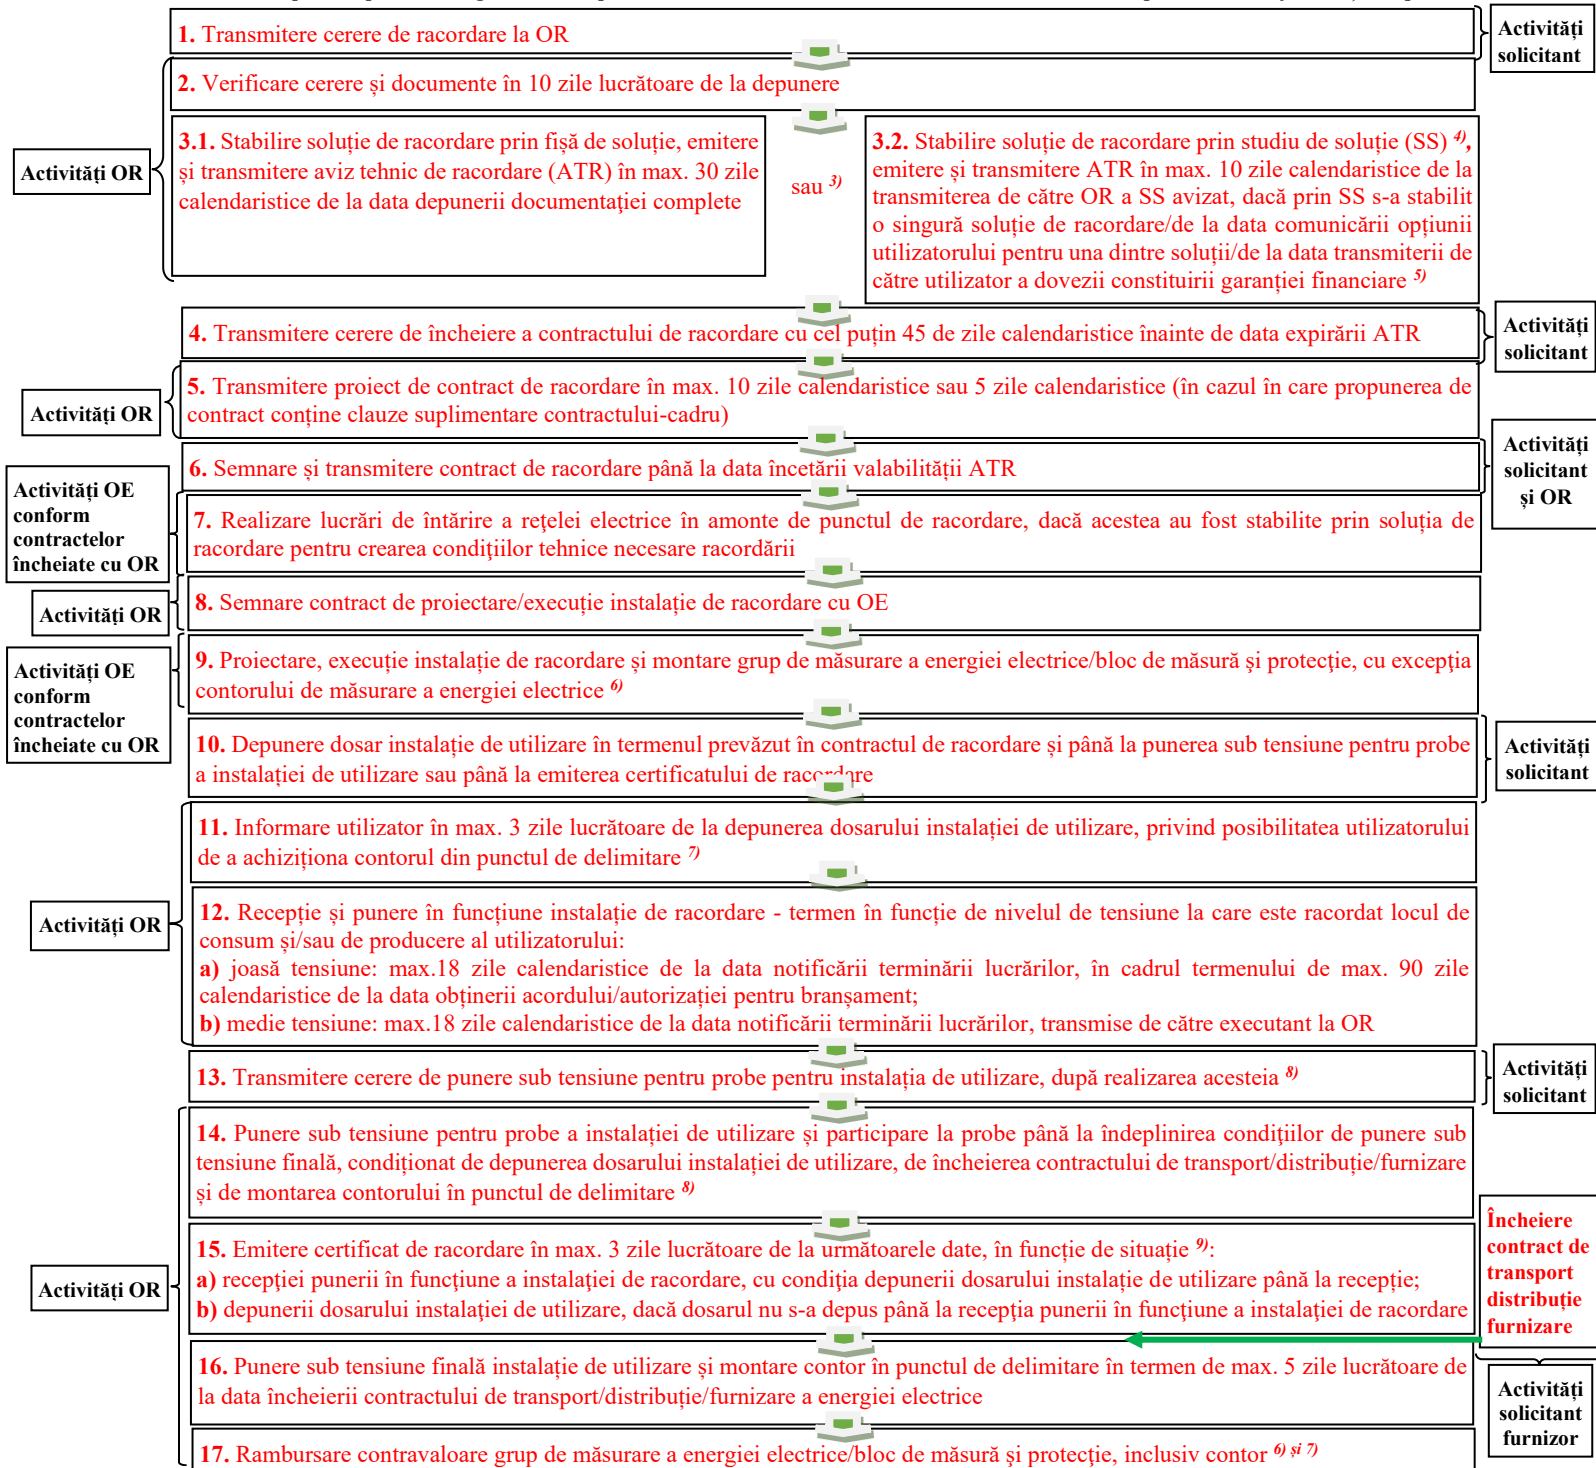 1. Transmitere cerere de racordare la OR
Activități
solicitant
2. Verificare cerere și documente în 10 zile lucrătoare de la depunere
Activități OR
3.1. Stabilire soluție de racordare prin fișă de soluție, emitere
și transmitere aviz tehnic de racordare (ATR) în max. 30 zile
calendaristice de la data depunerii documentaţiei complete
sau 3)
3.2. Stabilire soluție de racordare prin studiu de soluție (SS) 4),
emitere și transmitere ATR în max. 10 zile calendaristice de la
transmiterea de către OR a SS avizat, dacă prin SS s-a stabilit
o singură soluție de racordare/de la data comunicării opțiunii
utilizatorului pentru una dintre soluții/de la data transmiterii de
către utilizator a dovezii constituirii garanției financiare 5)
4. Transmitere cerere de încheiere a contractului de racordare cu cel puțin 45 de zile calendaristice înainte de data expirării ATR
Activități
solicitant
Activități OR
5. Transmitere proiect de contract de racordare în max. 10 zile calendaristice sau 5 zile calendaristice (în cazul în care propunerea de
contract conține clauze suplimentare contractului-cadru)
6. Semnare și transmitere contract de racordare până la data încetării valabilității ATR
Activități
solicitant
și OR
Activități OE
conform
contractelor
încheiate cu OR
7. Realizare lucrări de întărire a reţelei electrice în amonte de punctul de racordare, dacă acestea au fost stabilite prin soluția de
racordare pentru crearea condiţiilor tehnice necesare racordării
Activități OR
8. Semnare contract de proiectare/execuție instalație de racordare cu OE
Activități OE
conform
contractelor
încheiate cu OR
9. Proiectare, execuție instalație de racordare și montare grup de măsurare a energiei electrice/bloc de măsură şi protecţie, cu excepţia
contorului de măsurare a energiei electrice 6)
10. Depunere dosar instalație de utilizare în termenul prevăzut în contractul de racordare și până la punerea sub tensiune pentru probe
a instalației de utilizare sau până la emiterea certificatului de racordare
Activități
solicitant
11. Informare utilizator în max. 3 zile lucrătoare de la depunerea dosarului instalației de utilizare, privind posibilitatea utilizatorului
de a achiziționa contorul din punctul de delimitare 7)
Activități OR
12. Recepție și punere în funcțiune instalație de racordare - termen în funcție de nivelul de tensiune la care este racordat locul de
consum și/sau de producere al utilizatorului:
a) joasă tensiune: max.18 zile calendaristice de la data notificării terminării lucrărilor, în cadrul termenului de max. 90 zile
calendaristice de la data obținerii acordului/autorizației pentru branșament;
b) medie tensiune: max.18 zile calendaristice de la data notificării terminării lucrărilor, transmise de către executant la OR
13. Transmitere cerere de punere sub tensiune pentru probe pentru instalația de utilizare, după realizarea acesteia 8)
Activități
solicitant
14. Punere sub tensiune pentru probe a instalației de utilizare și participare la probe până la îndeplinirea condiţiilor de punere sub
tensiune finală, condiționat de depunerea dosarului instalației de utilizare, de încheierea contractului de transport/distribuție/furnizare
și de montarea contorului în punctul de delimitare 8)
Activități OR
15. Emitere certificat de racordare în max. 3 zile lucrătoare de la următoarele date, în funcție de situație 9):
a) recepţiei punerii în funcţiune a instalaţiei de racordare, cu condiţia depunerii dosarului instalație de utilizare până la recepție;
b) depunerii dosarului instalaţiei de utilizare, dacă dosarul nu s-a depus până la recepţia punerii în funcţiune a instalaţiei de racordare
Încheiere
contract de
transport
distribuție
furnizare
16. Punere sub tensiune finală instalație de utilizare și montare contor în punctul de delimitare în termen de max. 5 zile lucrătoare de
la data încheierii contractului de transport/distribuție/furnizare a energiei electrice
Activități
solicitant
furnizor
17. Rambursare contravaloare grup de măsurare a energiei electrice/bloc de măsură şi protecţie, inclusiv contor 6) și 7)